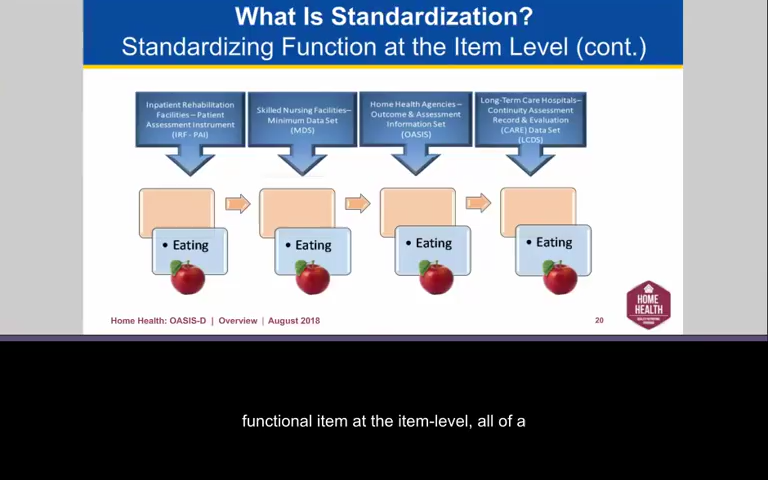 What Is Standardization?
Standardizing Function at the Item Level (cont.)
Inpatient Rehabilitation
Facilities – Patient
Assessment Instrument
(IRF - PAI)
Skilled Nursing Facilities–
Minimum Data Set
(MDS)
Home Health Agencies –
Outcome & Assessment
Information Set
(OASIS)
Long-Term Care Hospitals–
Continuity Assessment
Record & Evaluation
(CARE) Data Set
(LCDS)
• Eating
• Eating
• Eating
• Eating
Home Health: OASIS-D | Overview | August 2018
20
HOME
HEALTH
functional item at the item-level, all of a